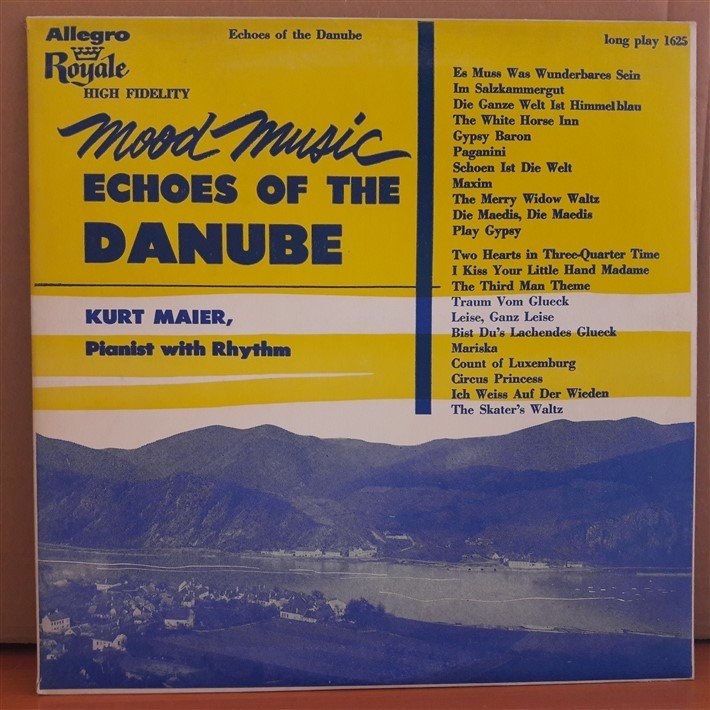 Allegro
Royale
HIGH FIDELITY
Echoes of the Danube
long play 1625
Mood Music
ECHOES OF THE
DANUBE
KURT MAIER,
Pianist with Rhythm
Es Muss Was Wunderbares Sein
Im Salzkammergut
Die Ganze Welt Ist Himmelblau
The White Horse Inn
Gypsy Baron
Paganini
Schoen Ist Die Welt
Maxim
The Merry Widow Waltz
Die Maedis, Die Maedis
Play Gypsy
Two Hearts in Three-Quarter Time
I Kiss Your Little Hand Madame
The Third Man Theme
Traum Vom Glueck
Leise, Ganz Leise
Bist Du's Lachendes Glueck
Mariska
Count of Luxemburg
Circus Princess
Ich Weiss Auf Der Wieden
The Skater's Waltz